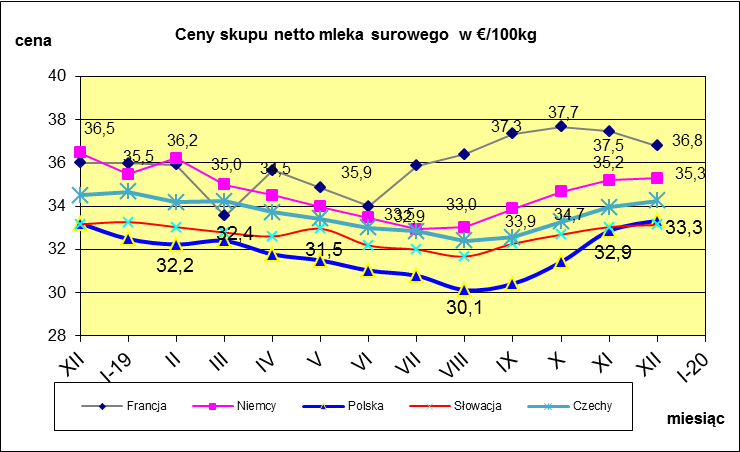 Ceny skupu netto mleka surowego w €/100kg
cena
40
38
36
34
32
30
28
36,5
35,5
36,2
35,0
34,5
35,9
33,5
32,9
33,0
37,3
33,9
37,7
34,7
37,5
35,2
36,8
35,3
32,2
32,4
31,5
30,1
32,9
33,3
XII
I-19
II
III
IV
V
VI
VII
VIII
IX
X
XI
XII
I-20
Francja Niemcy Polska Słowacja Czechy
miesiąc